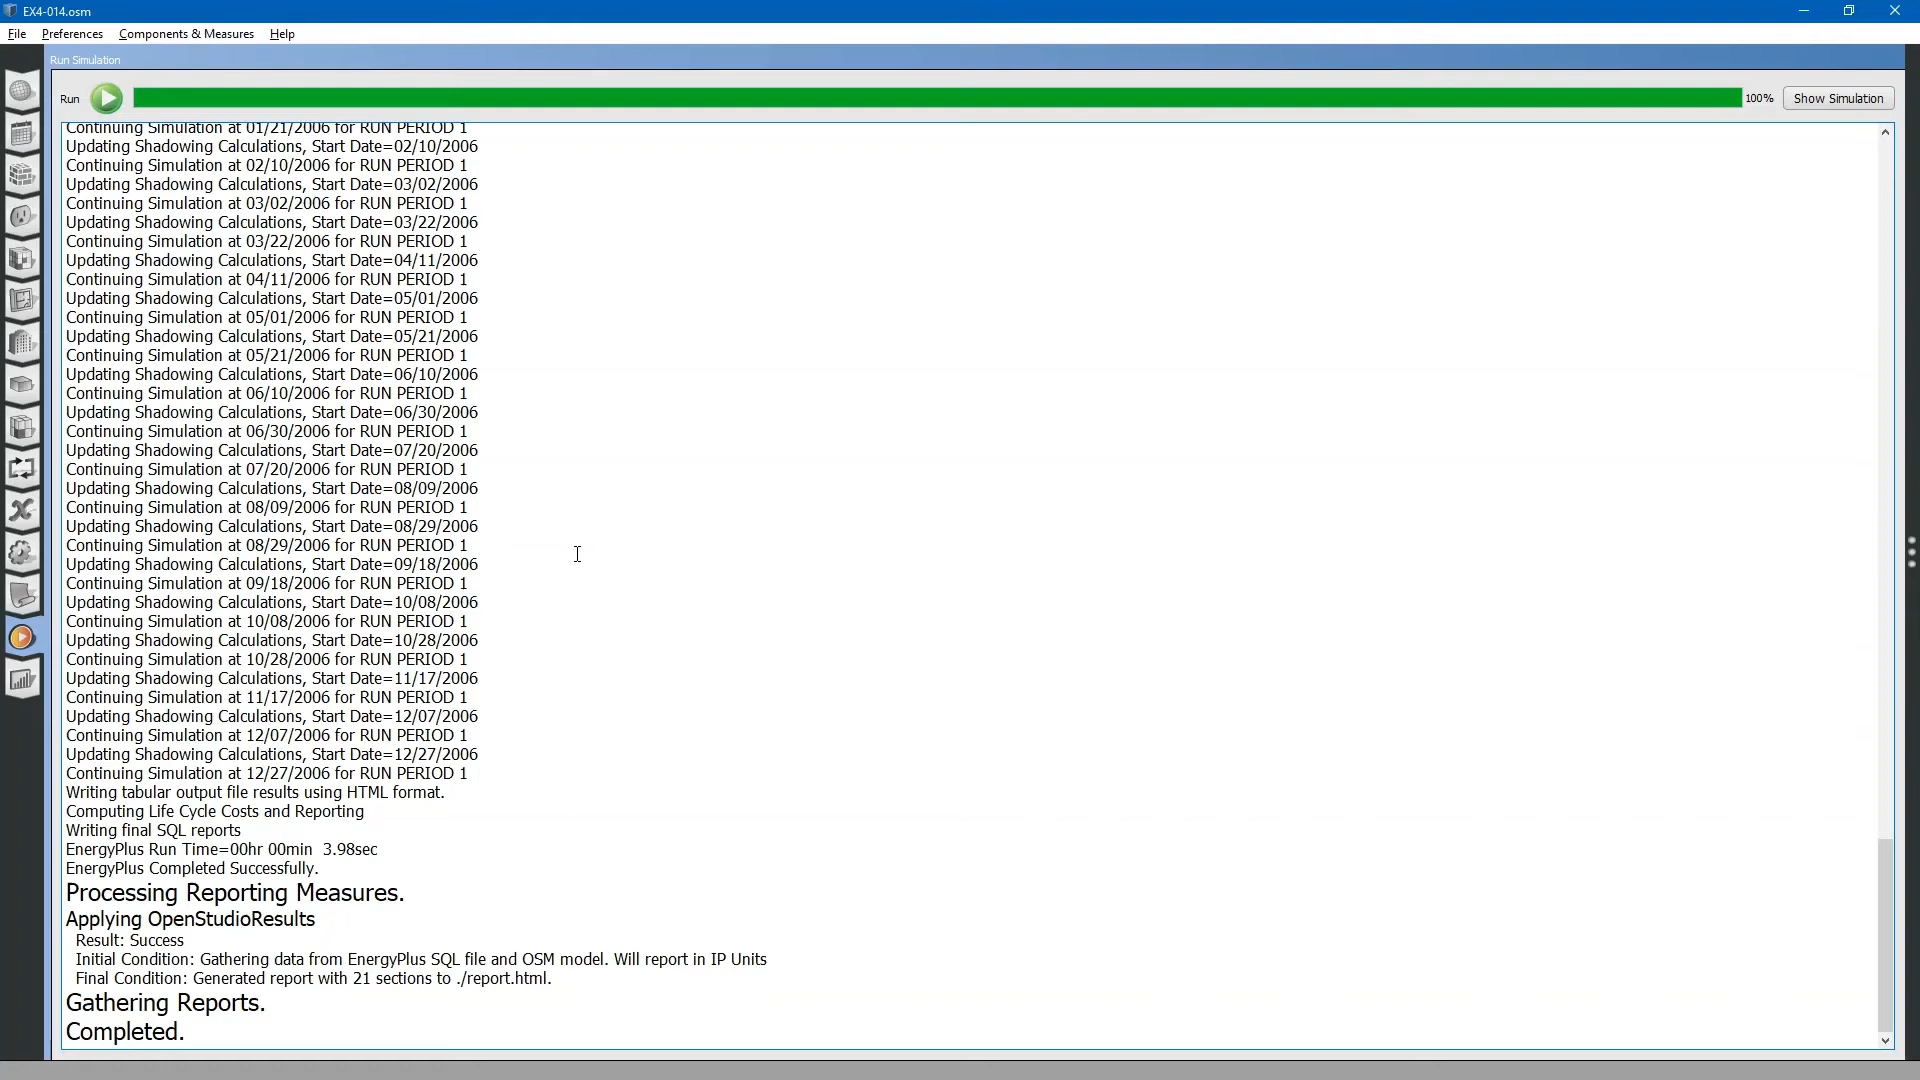 EX4-014.osm
File Preferences Components & Measures Help
Run Simulation
Run 100% Show Simulation
Continuing Simulation at 01/21/2006 for RUN PERIOD 1
Updating Shadowing Calculations, Start Date=02/10/2006
Continuing Simulation at 02/10/2006 for RUN PERIOD 1
Updating Shadowing Calculations, Start Date=03/02/2006
Continuing Simulation at 03/02/2006 for RUN PERIOD 1
Updating Shadowing Calculations, Start Date=03/22/2006
Continuing Simulation at 03/22/2006 for RUN PERIOD 1
Updating Shadowing Calculations, Start Date=04/11/2006
Continuing Simulation at 04/11/2006 for RUN PERIOD 1
Updating Shadowing Calculations, Start Date=05/01/2006
Continuing Simulation at 05/01/2006 for RUN PERIOD 1
Updating Shadowing Calculations, Start Date=05/21/2006
Continuing Simulation at 05/21/2006 for RUN PERIOD 1
Updating Shadowing Calculations, Start Date=06/10/2006
Continuing Simulation at 06/10/2006 for RUN PERIOD 1
Updating Shadowing Calculations, Start Date=06/30/2006
Continuing Simulation at 06/30/2006 for RUN PERIOD 1
Updating Shadowing Calculations, Start Date=07/20/2006
Continuing Simulation at 07/20/2006 for RUN PERIOD 1
Updating Shadowing Calculations, Start Date=08/09/2006
Continuing Simulation at 08/09/2006 for RUN PERIOD 1
Updating Shadowing Calculations, Start Date=08/29/2006
Continuing Simulation at 08/29/2006 for RUN PERIOD 1
Updating Shadowing Calculations, Start Date=09/18/2006
Continuing Simulation at 09/18/2006 for RUN PERIOD 1
Updating Shadowing Calculations, Start Date=10/08/2006
Continuing Simulation at 10/08/2006 for RUN PERIOD 1
Updating Shadowing Calculations, Start Date=10/28/2006
Continuing Simulation at 10/28/2006 for RUN PERIOD 1
Updating Shadowing Calculations, Start Date=11/17/2006
Continuing Simulation at 11/17/2006 for RUN PERIOD 1
Updating Shadowing Calculations, Start Date=12/07/2006
Continuing Simulation at 12/07/2006 for RUN PERIOD 1
Updating Shadowing Calculations, Start Date=12/27/2006
Continuing Simulation at 12/27/2006 for RUN PERIOD 1
Writing tabular output file results using HTML format.
Computing Life Cycle Costs and Reporting
Writing final SQL reports
EnergyPlus Run Time=00hr 00min  3.98sec
EnergyPlus Completed Successfully.
Processing Reporting Measures.
Applying OpenStudioResults
Result: Success
Initial Condition: Gathering data from EnergyPlus SQL file and OSM model. Will report in IP Units
Final Condition: Generated report with 21 sections to ./report.html.
Gathering Reports.
Completed.